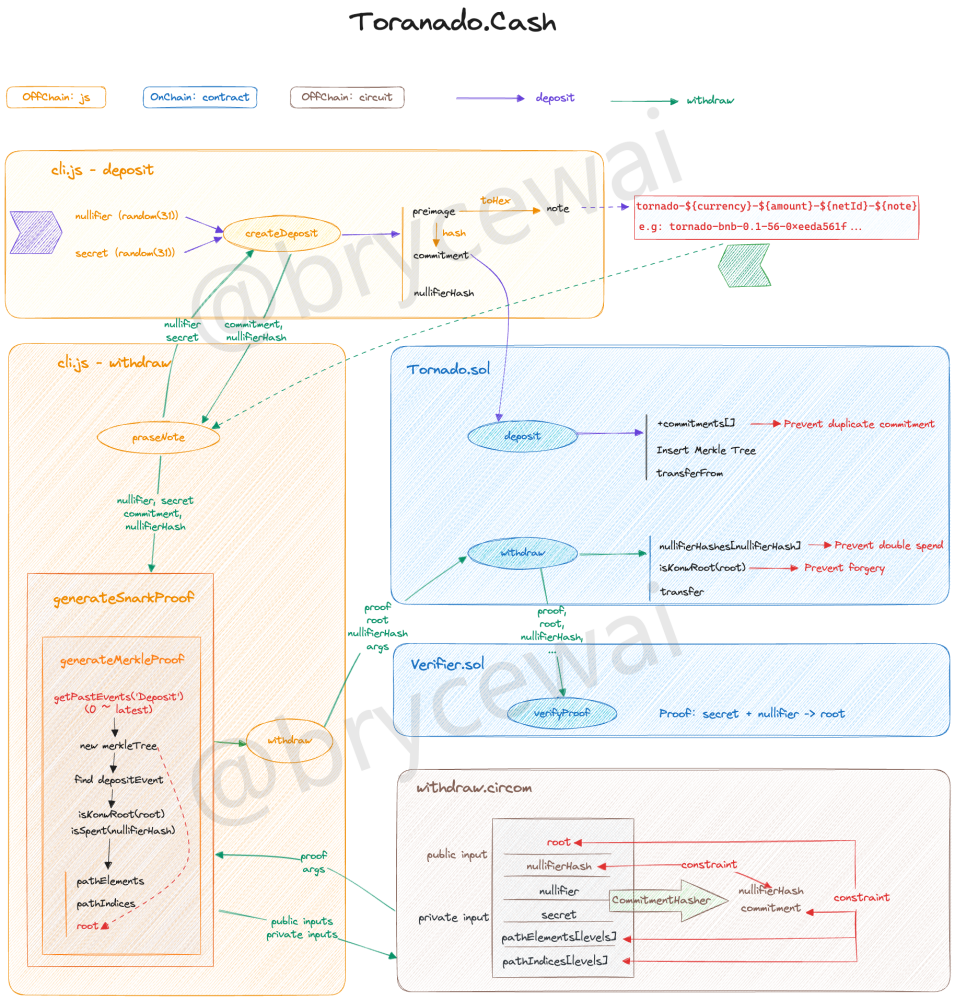 Toranado.Cash
OffChain: js
OnChain: contract
OffChain: circuit
deposit
withdraw
cli.js - deposit
nullifier (random(31))
secret (random(31))
createDeposit
preimage
toHex
note
hash
commitment
nullifierHash
tornado-${currency}-${amount}-${netId}-${note}
e.g: tornado-bnb-0.1-56-0xeeda561f...
nullifier
secret
commitment,
nullifierHash
cli.js - withdraw
praseNote
nullifier, secret
commitment,
nullifierHash
generateSnarkProof
generateMerkleProof
getPastEvents('Deposit')
(0 ~ latest)
new merkleTree
find depositEvent
isKonwRoot(root)
isSpent(nullifierHash)
pathElements
pathIndices
root
withdraw
proof
root
nullifierHash
args
proof
args
public inputs
private inputs
Tornado.sol
deposit
+commitments[]
Prevent duplicate commitment
Insert Merkle Tree
transferFrom
withdraw
nullifierHashes[nullifierHash]
Prevent double spend
isKonwRoot(root)
Prevent forgery
transfer
proof,
root,
nullifierHash,
...
Verifier.sol
verifyProof
Proof: secret + nullifier -> root
withdraw.circom
public input
root
nullifierHash
constraint
nullifier
private input
secret
CommitmentHasher
nullifierHash
commitment
constraint
pathElements[levels]
pathIndices[levels]
@brycewai
@brycewai